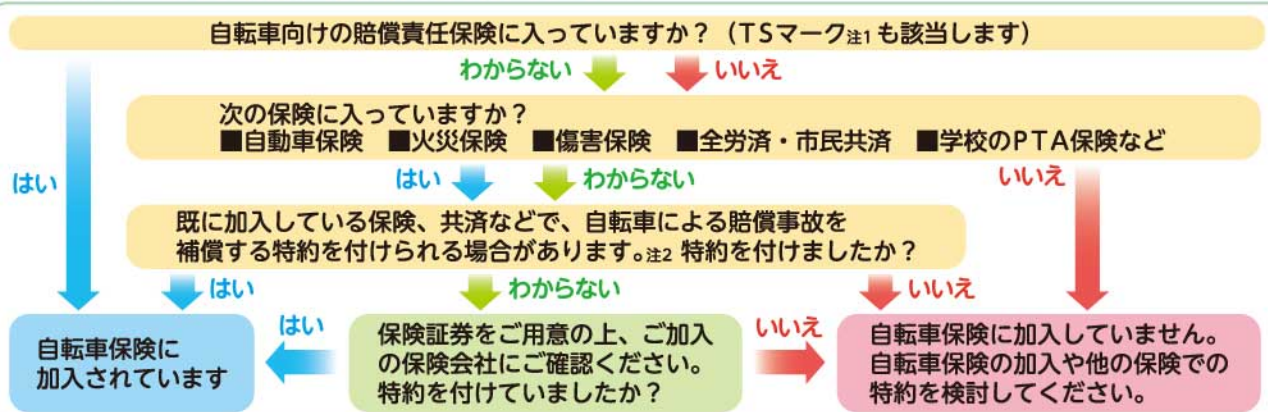 自転車向けの賠償責任保険に入っていますか？（TSマーク注1も該当します）
わからない
いいえ
次の保険に入っていますか？
■自動車保険 ■火災保険 ■傷害保険 ■全労済・市民共済 ■学校のPTA保険など
はい
はい
わからない
いいえ
既に加入している保険、共済などで、自転車による賠償事故を
補償する特約を付けられる場合があります。注2 特約を付けましたか？
はい
わからない
いいえ
自転車保険に
加入されています
はい
保険証券をご用意の上、ご加入
の保険会社にご確認ください。
特約を付けていましたか？
いいえ
自転車保険に加入していません。
自転車保険の加入や他の保険での
特約を検討してください。